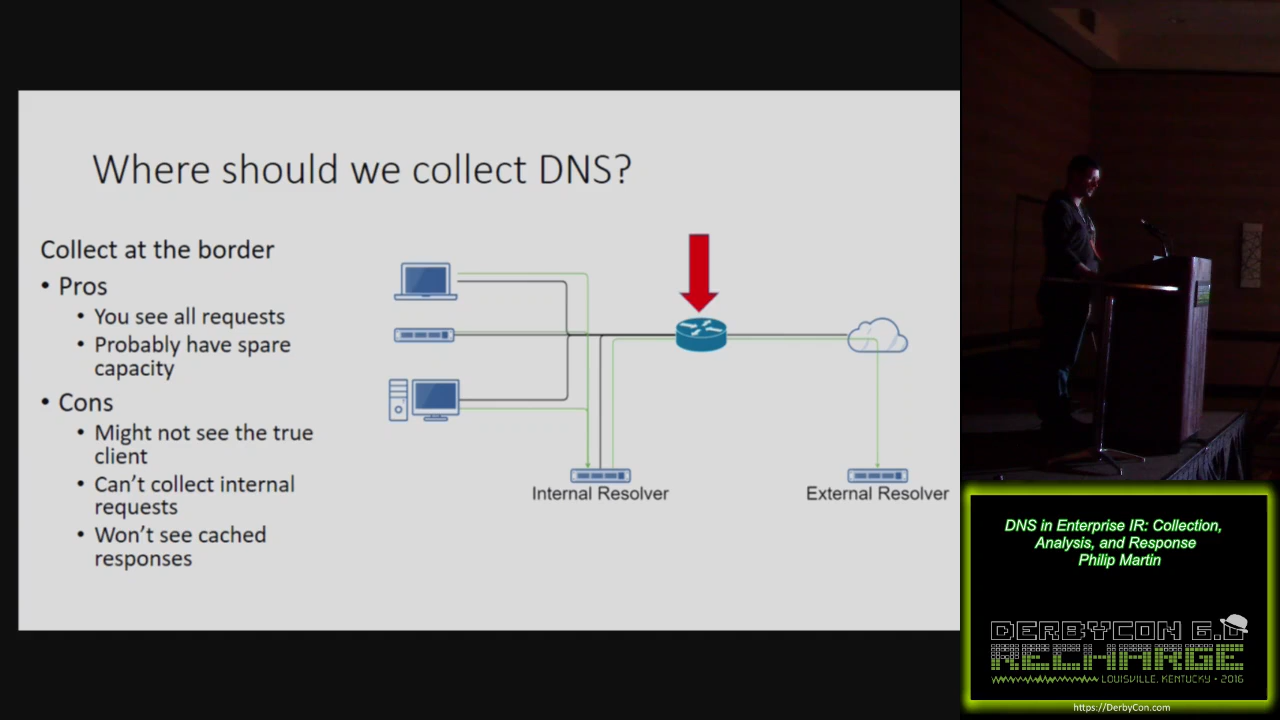 Where should we collect DNS?
Collect at the border
• Pros
• You see all requests
• Probably have spare
capacity
• Cons
• Might not see the true
client
• Can't collect internal
requests
• Won't see cached
responses
Internal Resolver
External Resolver
DNS in Enterprise IR: Collection,
Analysis, and Response
Philip Martin
DERBYCON 6.0
RECHARGE
LOUISVILLE, KENTUCKY • 2016
https://DerbyCon.com